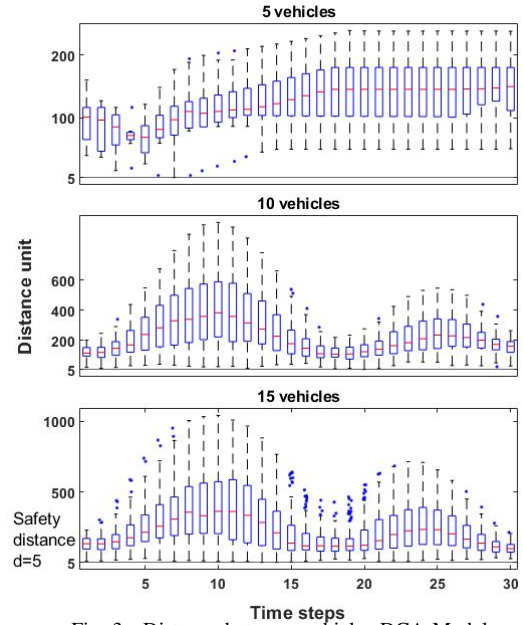 5 vehicles
200
100
5
10 vehicles
600
400
200
5
Distance unit
15 vehicles
1000
500
5
Safety
distance
d=5
5 10 15 20 25 30
Time steps